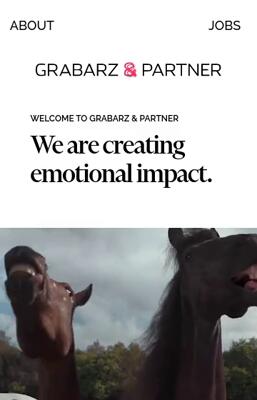 ABOUT
JOBS
GRABARZ & PARTNER
WELCOME TO GRABARZ & PARTNER
We are creating
emotional impact.